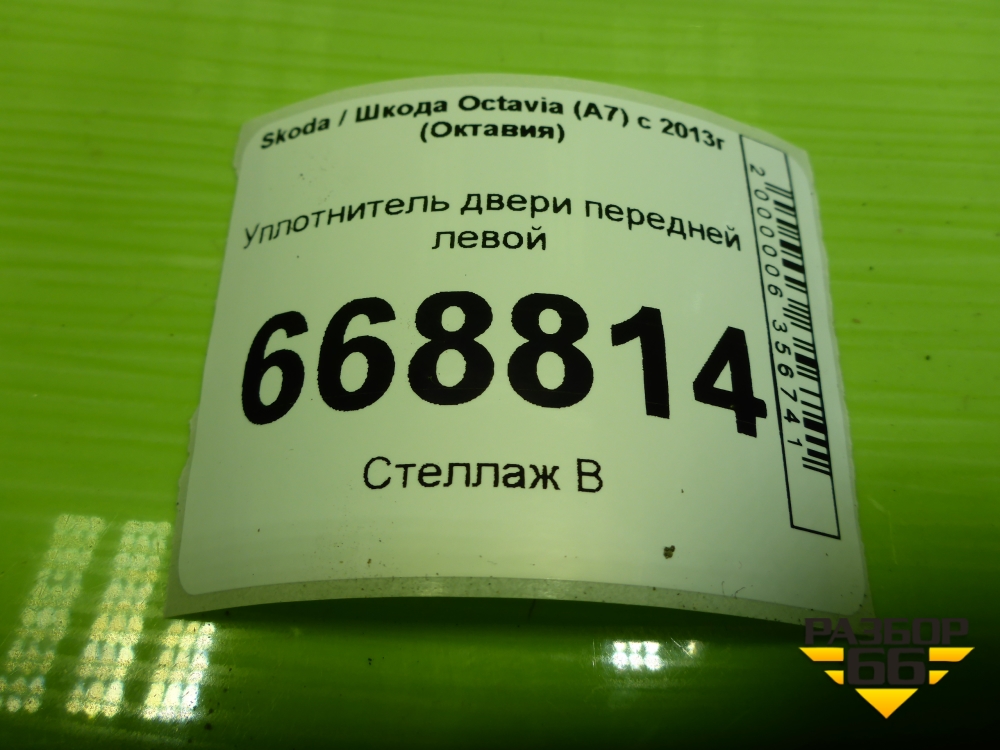 Skoda / Шкода Octavia (A7) с 2013г
(Октавия)
Уплотнитель двери передней
левой
668814
Стеллаж В
2000006356741
РАЗБОР
66